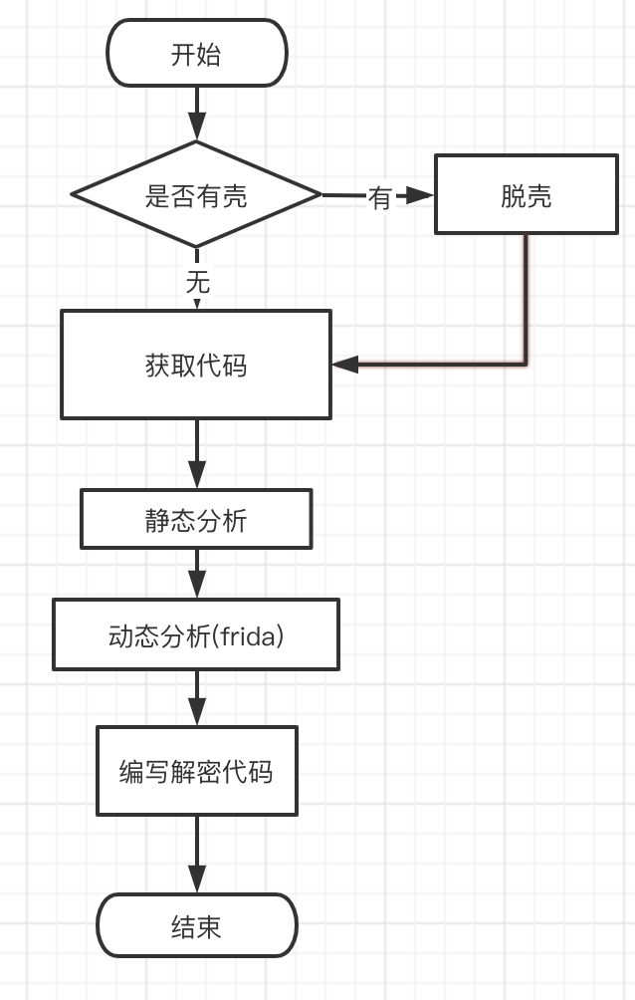 开始
是否有壳
有
脱壳
无
获取代码
静态分析
动态分析(frida)
编写解密代码
结束